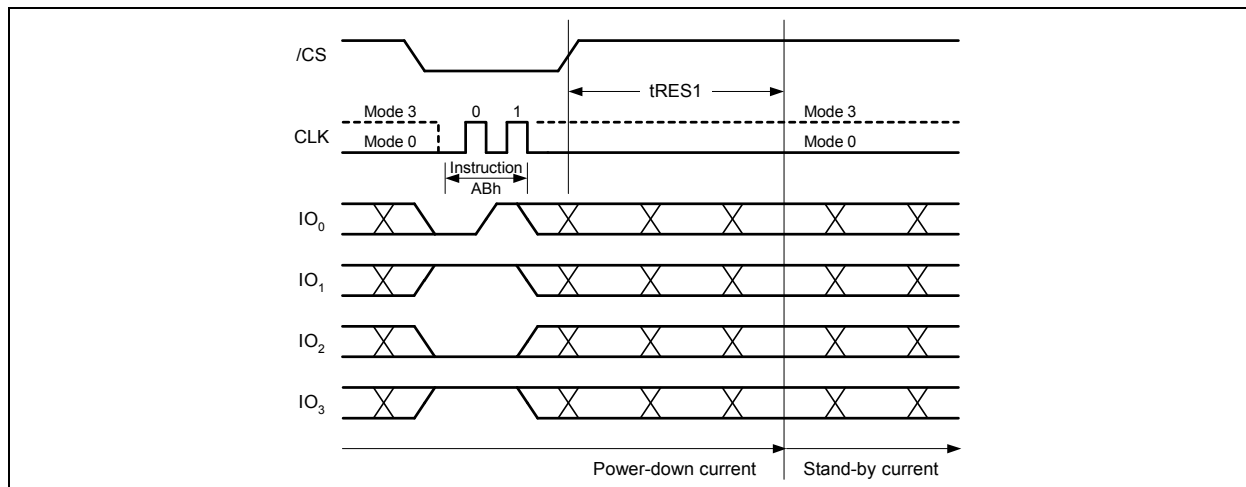 /CS
tRES1
Mode 3 0 1 Mode 3
CLK
Mode 0 Mode 0
Instruction
ABh
IO0
IO1
IO2
IO3
Power-down current Stand-by current